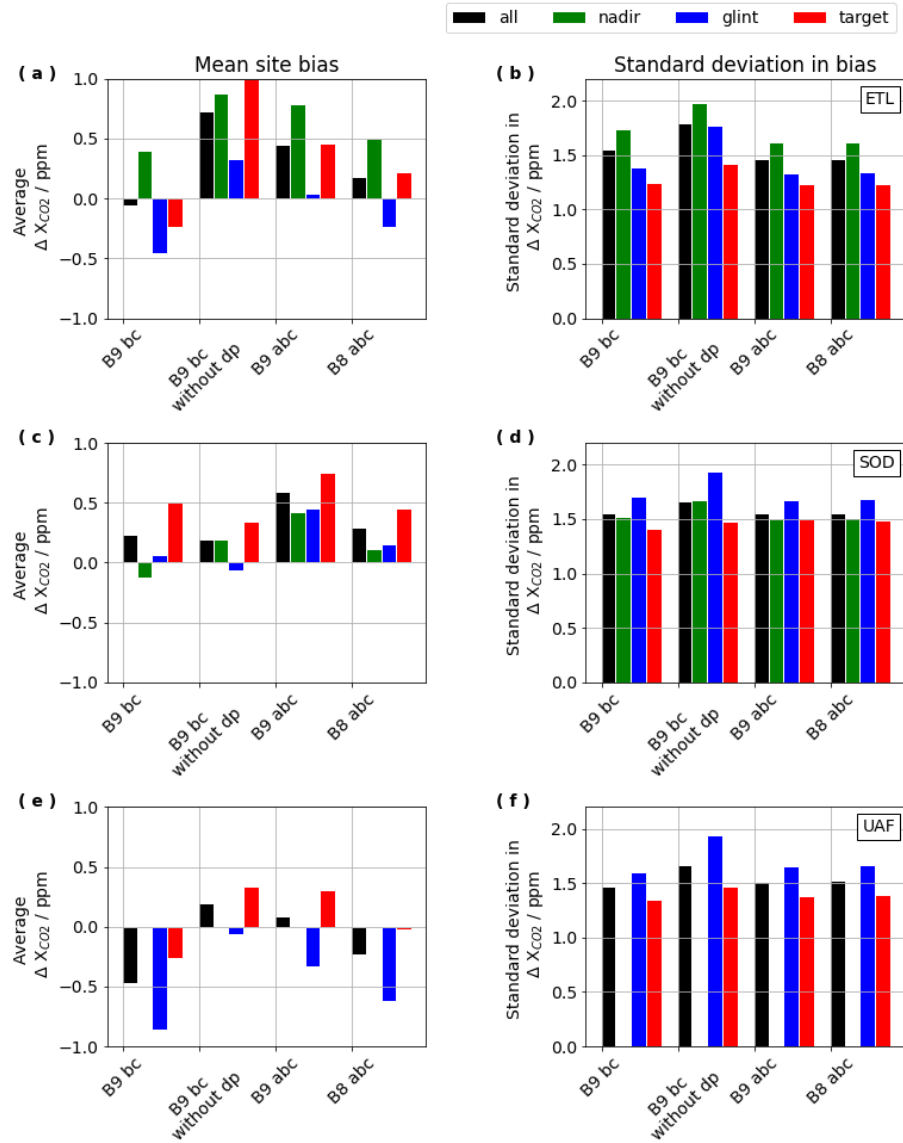 all nadir glint target
( a ) Mean site bias
1.0
0.5
0.0
−0.5
−1.0
Average
Δ X_CO2 / ppm
B9 bc
B9 bc
without dp
B9 abc
B8 abc
( b ) Standard deviation in bias
ETL
2.0
1.5
1.0
0.5
0.0
Standard deviation in
Δ X_CO2 / ppm
B9 bc
B9 bc
without dp
B9 abc
B8 abc
( c )
1.0
0.5
0.0
−0.5
−1.0
Average
Δ X_CO2 / ppm
B9 bc
B9 bc
without dp
B9 abc
B8 abc
( d )
SOD
2.0
1.5
1.0
0.5
0.0
Standard deviation in
Δ X_CO2 / ppm
B9 bc
B9 bc
without dp
B9 abc
B8 abc
( e )
1.0
0.5
0.0
−0.5
−1.0
Average
Δ X_CO2 / ppm
B9 bc
B9 bc
without dp
B9 abc
B8 abc
( f )
UAF
2.0
1.5
1.0
0.5
0.0
Standard deviation in
Δ X_CO2 / ppm
B9 bc
B9 bc
without dp
B9 abc
B8 abc